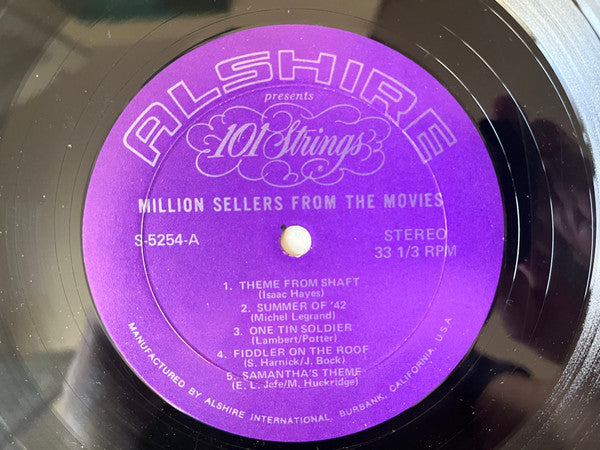 ALSHIRE
presents
101 Strings
MILLION SELLERS FROM THE MOVIES
S-5254-A
STEREO
33 1/3 RPM
1. THEME FROM SHAFT
(Isaac Hayes)
2. SUMMER OF '42
(Michel Legrand)
3. ONE TIN SOLDIER
(Lambert/Potter)
4. FIDDLER ON THE ROOF
(S. Harnick/J. Bock)
5. SAMANTHA'S THEME
(E. L. Jefe/M. Huckridge)
MANUFACTURED BY ALSHIRE INTERNATIONAL, BURBANK, CALIFORNIA, U.S.A.